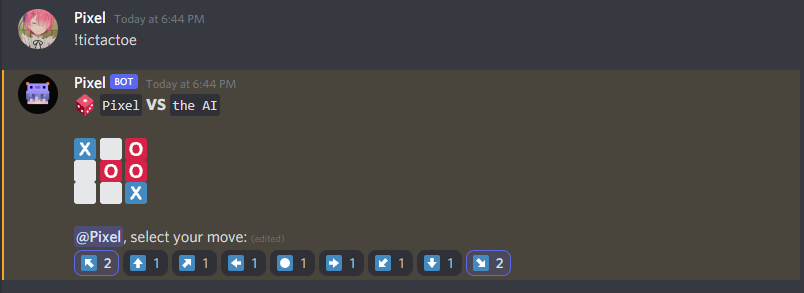 Pixel Today at 6:44 PM
!tictactoe
Pixel BOT Today at 6:44 PM
Pixel VS the AI
X O
O O
X
@Pixel, select your move: (edited)
2 1 1 1 1 1 1 1 2